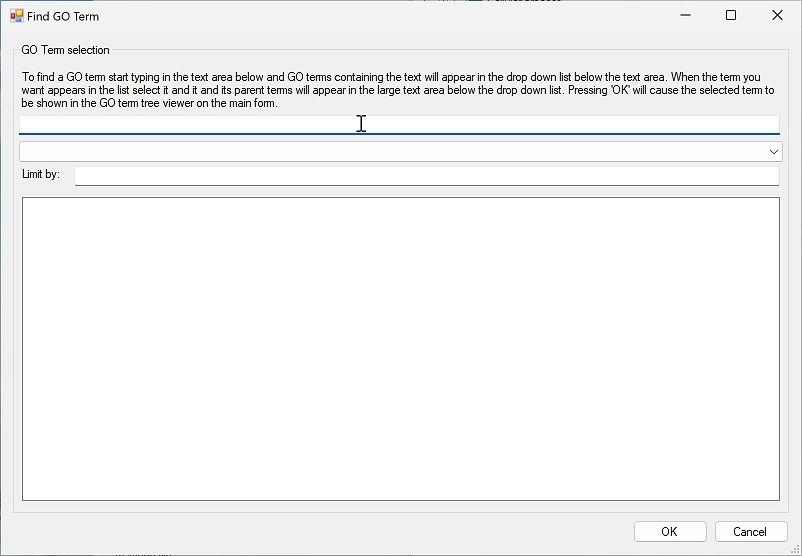 Find GO Term
GO Term selection
To find a GO term start typing in the text area below and GO terms containing the text will appear in the drop down list below the text area. When the term you
want appears in the list select it and it and its parent terms will appear in the large text area below the drop down list. Pressing 'OK' will cause the selected term to
be shown in the GO term tree viewer on the main form.
Limit by:
OK
Cancel